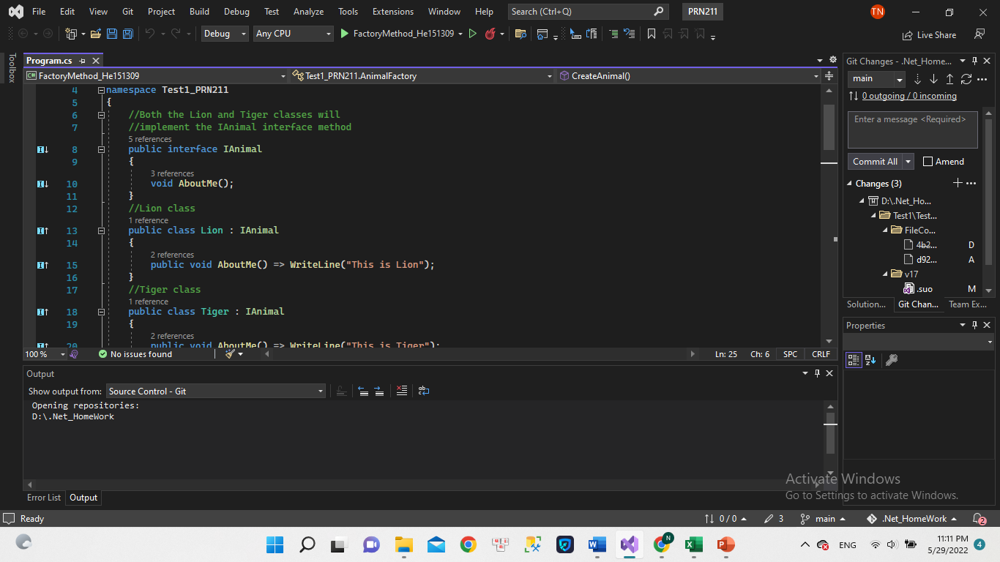 File Edit View Git Project Build Debug Test Analyze Tools Extensions Window Help Search (Ctrl+Q) PRN211 TN
Debug Any CPU FactoryMethod_He151309 Live Share
Toolbox
Program.cs
FactoryMethod_He151309 Test1_PRN211.AnimalFactory CreateAnimal()
4 namespace Test1_PRN211
5 {
6 //Both the Lion and Tiger classes will
7 //implement the IAnimal interface method
5 references
8 public interface IAnimal
9 {
3 references
10 void AboutMe();
11 }
12 //Lion class
1 reference
13 public class Lion : IAnimal
14 {
2 references
15 public void AboutMe() => WriteLine("This is Lion");
16 }
17 //Tiger class
1 reference
18 public class Tiger : IAnimal
19 {
2 references
20 public void AboutMe() => WriteLine("This is Tiger");
100 % No issues found Ln: 25 Ch: 6 SPC CRLF
Output
Show output from: Source Control - Git
Opening repositories:
D:\.Net_HomeWork
Error List Output
Git Changes - .Net_Home...
main
0 outgoing / 0 incoming
Enter a message <Required>
Commit All Amend
Changes (3)
D:\.Net_Ho...
Test1\Test...
FileCo...
4b2... D
d92... A
v17
.suo M
Solution... Git Chan... Team Ex...
Properties
Activate Windows
Go to Settings to activate Windows.
Ready 0 / 0 3 main .Net_HomeWork 2
N ENG 11:11 PM
5/29/2022 4